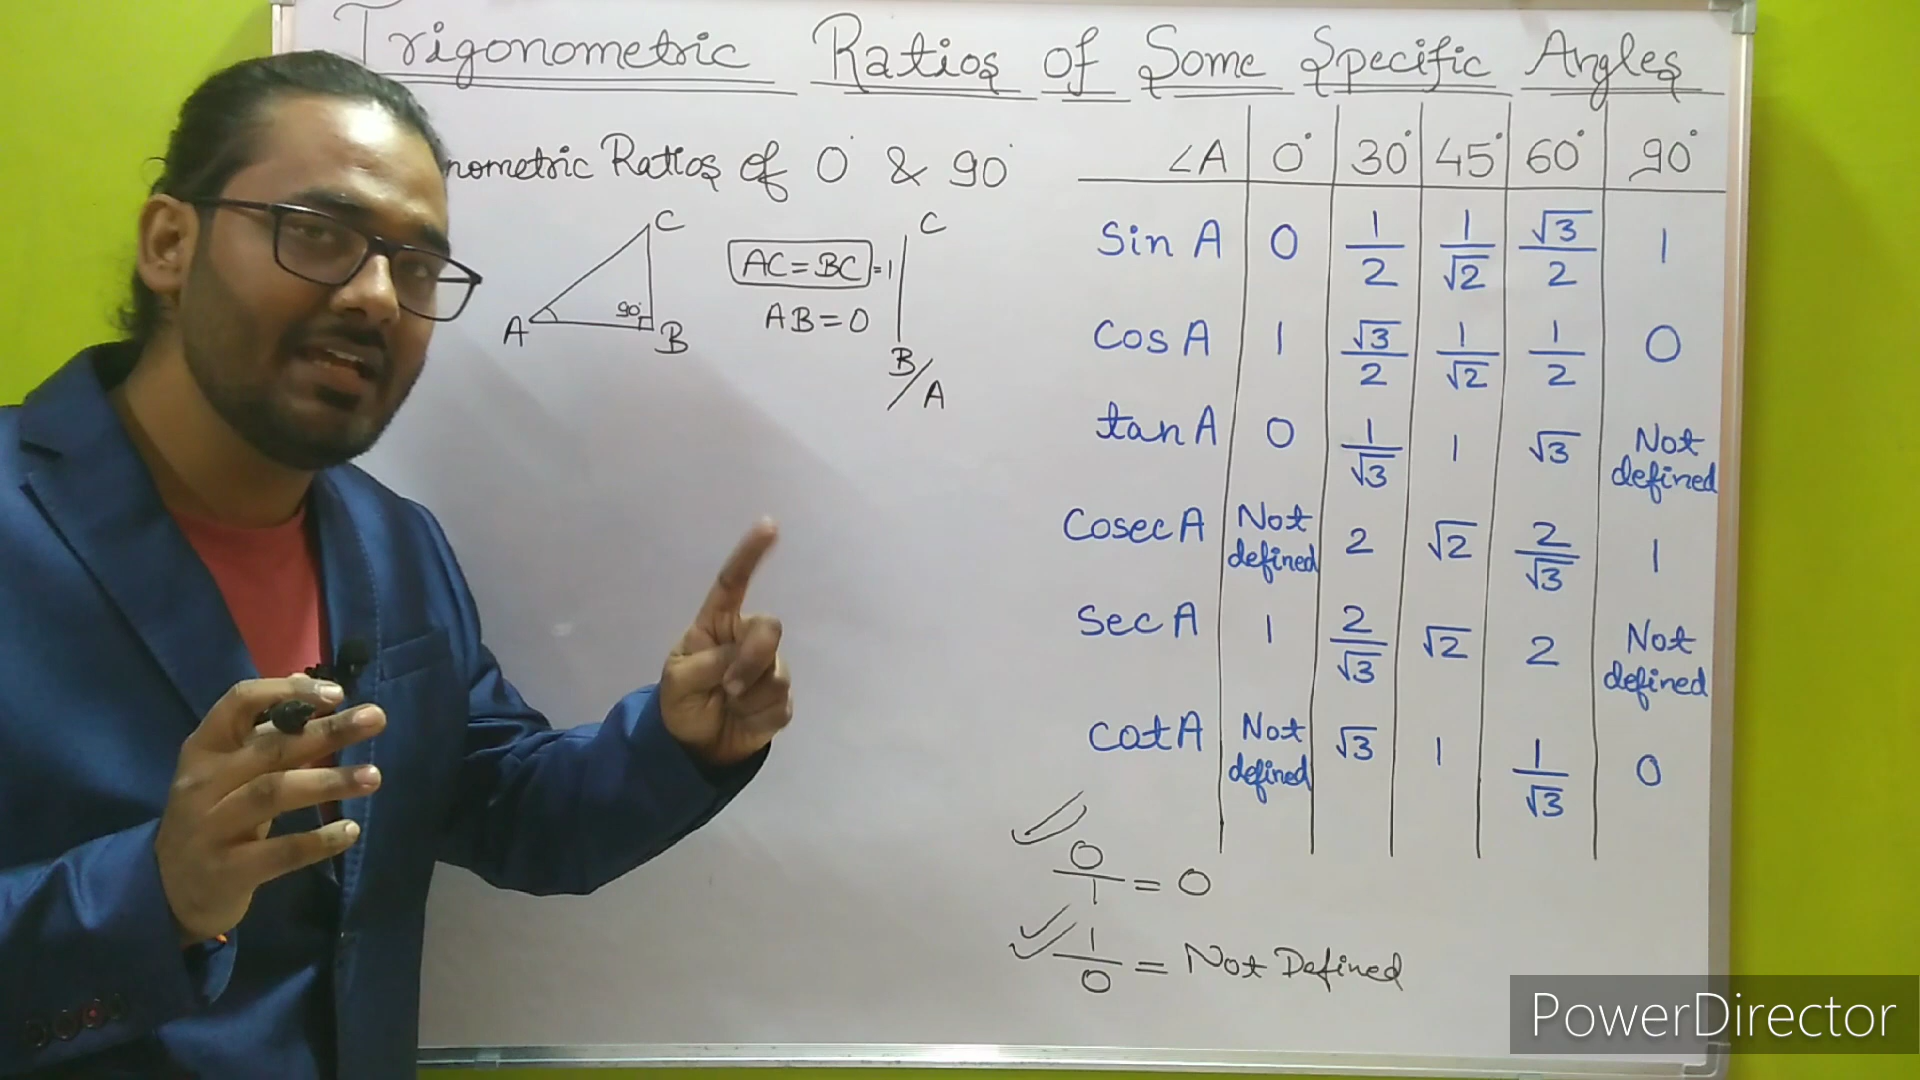 Trigonometric Ratios of Some Specific Angles
nometric Ratios of 0° & 90°
C
A
90°
B
AC=BC =1
AB=0
C
B/A
∠A 0° 30° 45° 60° 90°
Sin A 0 1/2 1/√2 √3/2 1
Cos A 1 √3/2 1/√2 1/2 0
tan A 0 1/√3 1 √3 Not defined
Cosec A Not defined 2 √2 2/√3 1
Sec A 1 2/√3 √2 2 Not defined
Cot A Not defined √3 1 1/√3 0
0/1 = 0
1/0 = Not Defined
PowerDirector